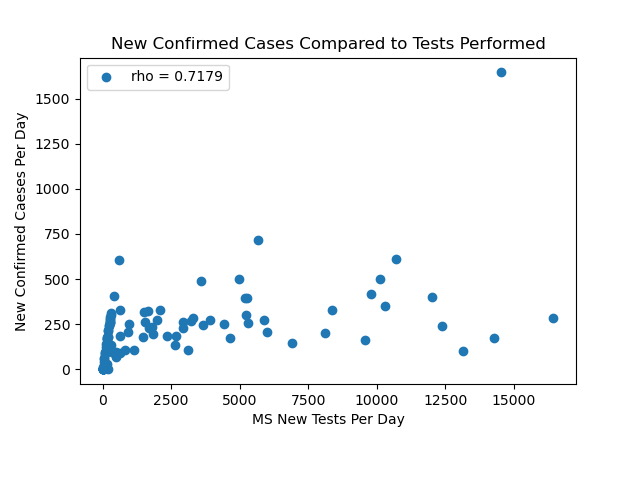 New Confirmed Cases Compared to Tests Performed
rho = 0.7179
New Confirmed Caeses Per Day
1500
1250
1000
750
500
250
0
0 2500 5000 7500 10000 12500 15000
MS New Tests Per Day